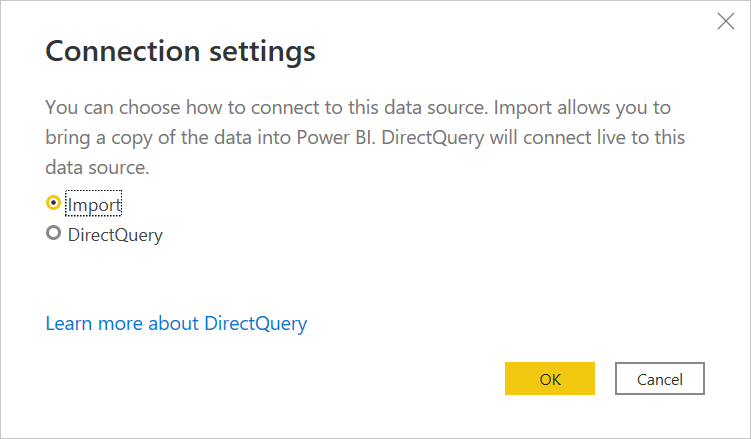 Connection settings
You can choose how to connect to this data source. Import allows you to
bring a copy of the data into Power BI. DirectQuery will connect live to this
data source.
Import
DirectQuery
Learn more about DirectQuery
OK
Cancel